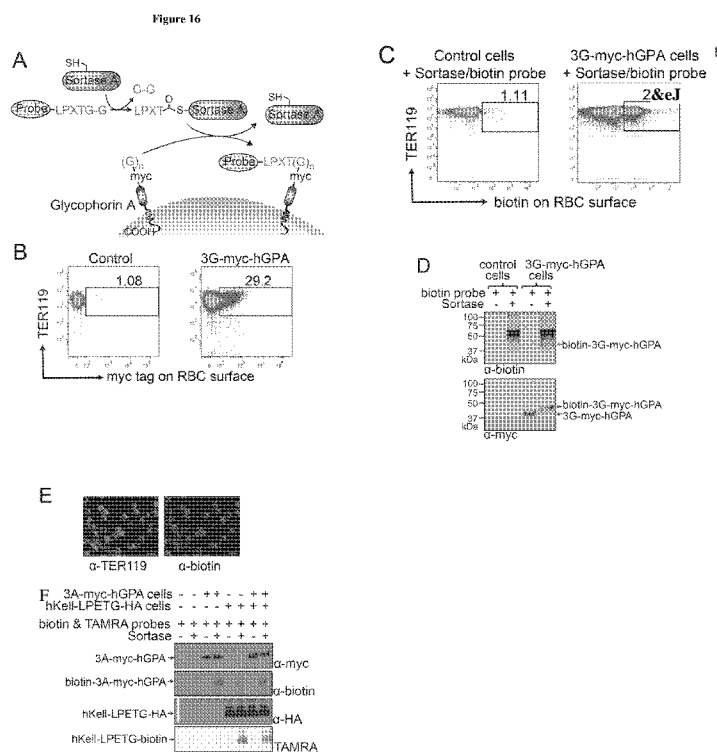 Figure 16
A
SH
Sortase A
G-G
Probe-LPXTG-G
LPXT
O
S
Sortase A
SH
Sortase A
(G)n
myc
Probe-LPXT(G)n
myc
Glycophorin A
COOH
B
Control
3G-myc-hGPA
1.08
29.2
TER119
myc tag on RBC surface
C
Control cells
+ Sortase/biotin probe
3G-myc-hGPA cells
+ Sortase/biotin probe
1.11
2&eJ
TER119
biotin on RBC surface
D
control cells
3G-myc-hGPA cells
biotin probe + + + +
Sortase - + - +
100
75
50
37
kDa
biotin-3G-myc-hGPA
α-biotin
100
75
50
37
kDa
biotin-3G-myc-hGPA
3G-myc-hGPA
α-myc
E
α-TER119
α-biotin
F
3A-myc-hGPA cells - - + + - - + +
hKell-LPETG-HA cells - - - - + + + +
biotin & TAMRA probes + + + + + + + +
Sortase - + - + - + - +
3A-myc-hGPA
α-myc
biotin-3A-myc-hGPA
α-biotin
hKell-LPETG-HA
α-HA
hKell-LPETG-biotin
TAMRA